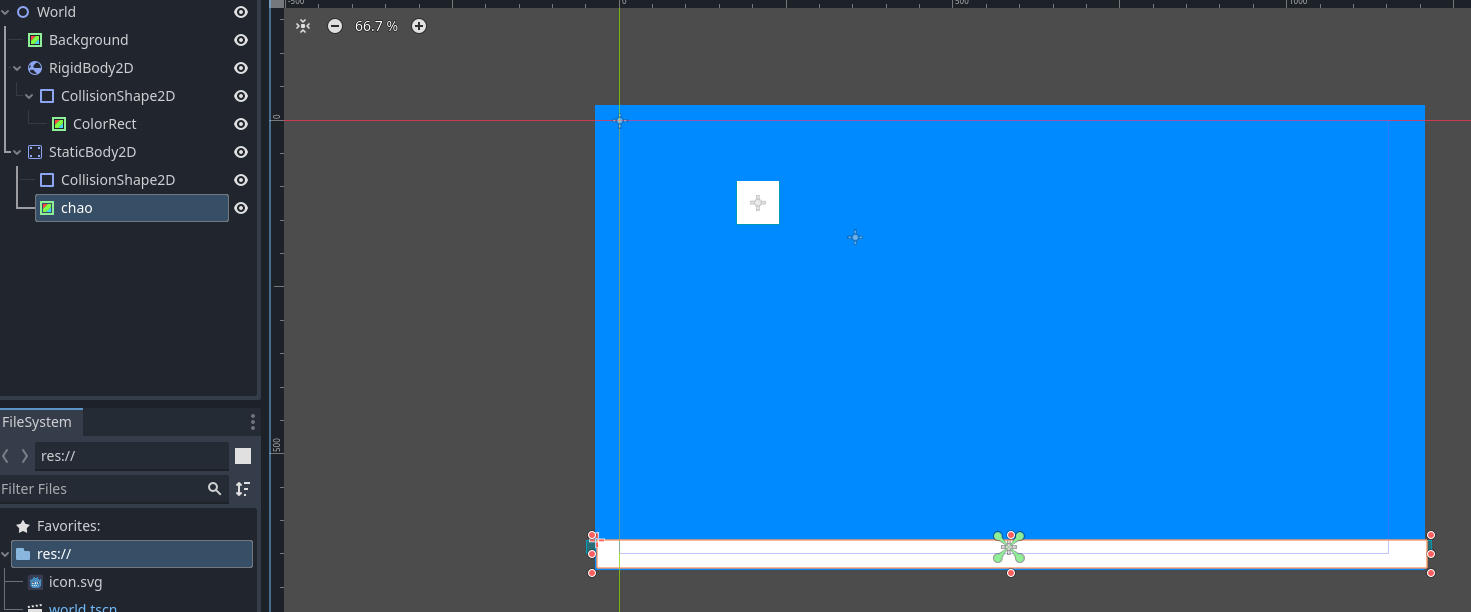 World
Background
RigidBody2D
CollisionShape2D
ColorRect
StaticBody2D
CollisionShape2D
chao
FileSystem
res://
Filter Files
Favorites:
res://
icon.svg
world.tscn
-500
0
500
1000
66.7 %
0
500